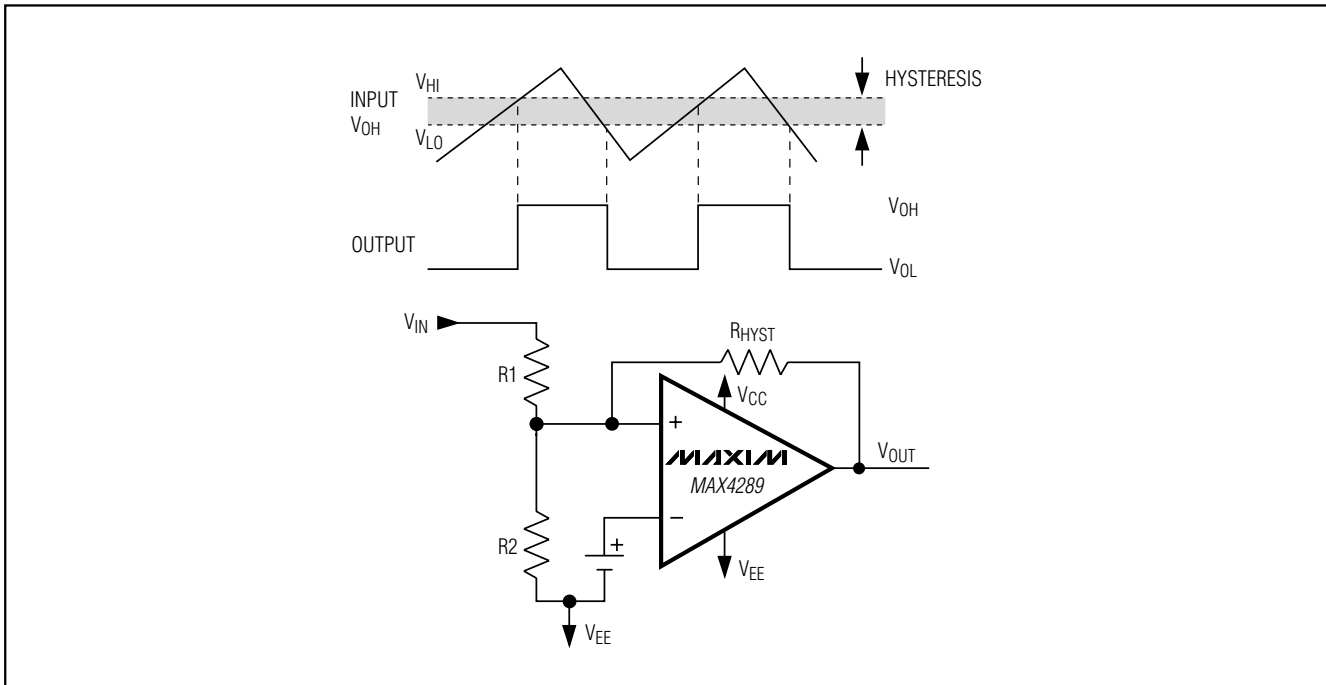 VHI
HYSTERESIS
INPUT
VOH
VLO
VOH
OUTPUT
VOL
VIN
RHYST
R1
VCC
+
MAXIM
VOUT
MAX4289
−
R2
+
VEE
VEE